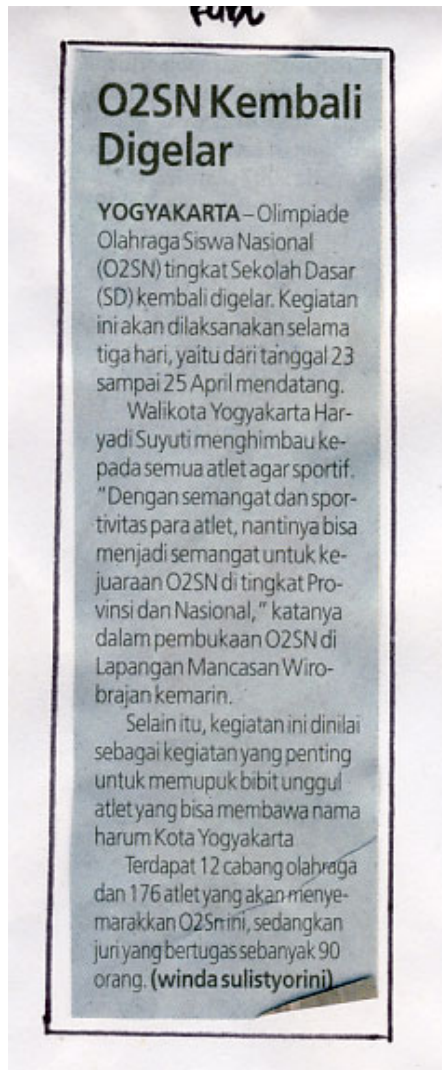 O2SN Kembali
Digelar
YOGYAKARTA – Olimpiade
Olahraga Siswa Nasional
(O2SN) tingkat Sekolah Dasar
(SD) kembali digelar. Kegiatan
ini akan dilaksanakan selama
tiga hari, yaitu dari tanggal 23
sampai 25 April mendatang.
Walikota Yogyakarta Har-
yadi Suyuti menghimbau ke-
pada semua atlet agar sportif.
"Dengan semangat dan spor-
tivitas para atlet, nantinya bisa
menjadi semangat untuk ke-
juaraan O2SN di tingkat Pro-
vinsi dan Nasional," katanya
dalam pembukaan O2SN di
Lapangan Mancasan Wiro-
brajan kemarin.
Selain itu, kegiatan ini dinilai
sebagai kegiatan yang penting
untuk memupuk bibit unggul
atlet yang bisa membawa nama
harum Kota Yogyakarta
Terdapat 12 cabang olahraga
dan 176 atlet yang akan menye-
marakkan O2Sn ini, sedangkan
juri yang bertugas sebanyak 90
orang. (winda sulistyorini)